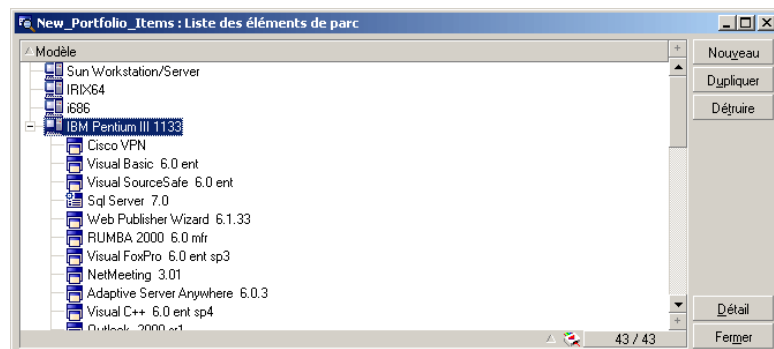 New_Portfolio_Items : Liste des éléments de parc
Modèle
Sun Workstation/Server
IRIX64
i686
IBM Pentium III 1133
Cisco VPN
Visual Basic 6.0 ent
Visual SourceSafe 6.0 ent
Sql Server 7.0
Web Publisher Wizard 6.1.33
RUMBA 2000 6.0 mfr
Visual FoxPro 6.0 ent sp3
NetMeeting 3.01
Adaptive Server Anywhere 6.0.3
Visual C++ 6.0 ent sp4
Outlook 2000 sr1
43 / 43
Nouveau
Dupliquer
Détruire
Détail
Fermer